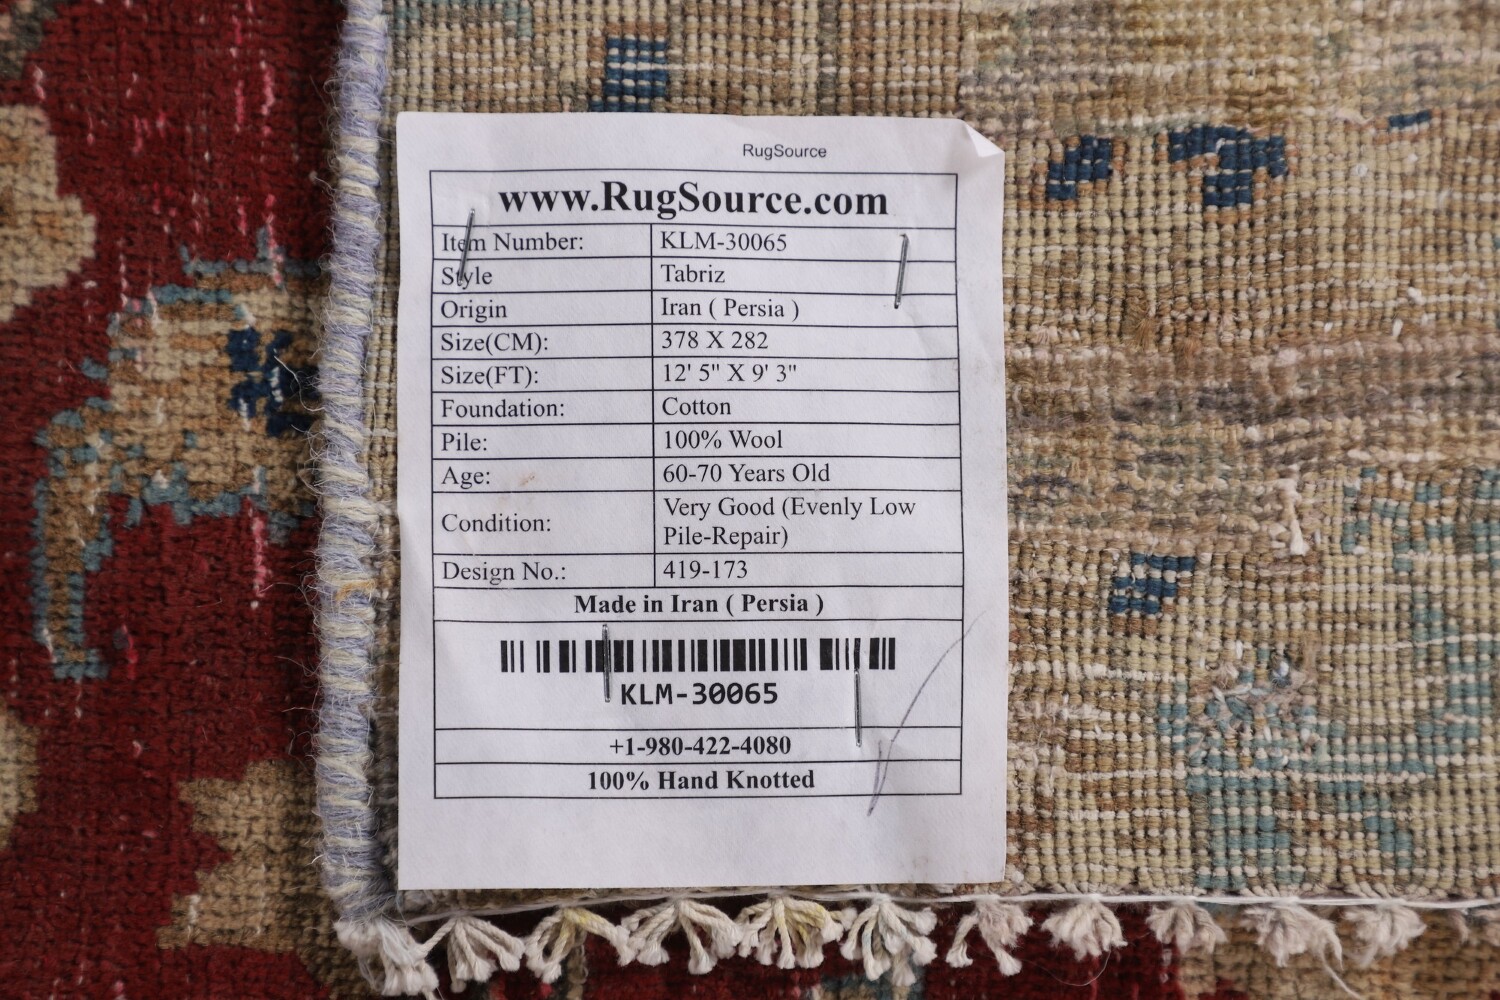 RugSource
www.RugSource.com
Item Number: KLM-30065
Style Tabriz
Origin Iran ( Persia )
Size(CM): 378 X 282
Size(FT): 12' 5" X 9' 3"
Foundation: Cotton
Pile: 100% Wool
Age: 60-70 Years Old
Condition: Very Good (Evenly Low
Pile-Repair)
Design No.: 419-173
Made in Iran ( Persia )
KLM-30065
+1-980-422-4080
100% Hand Knotted